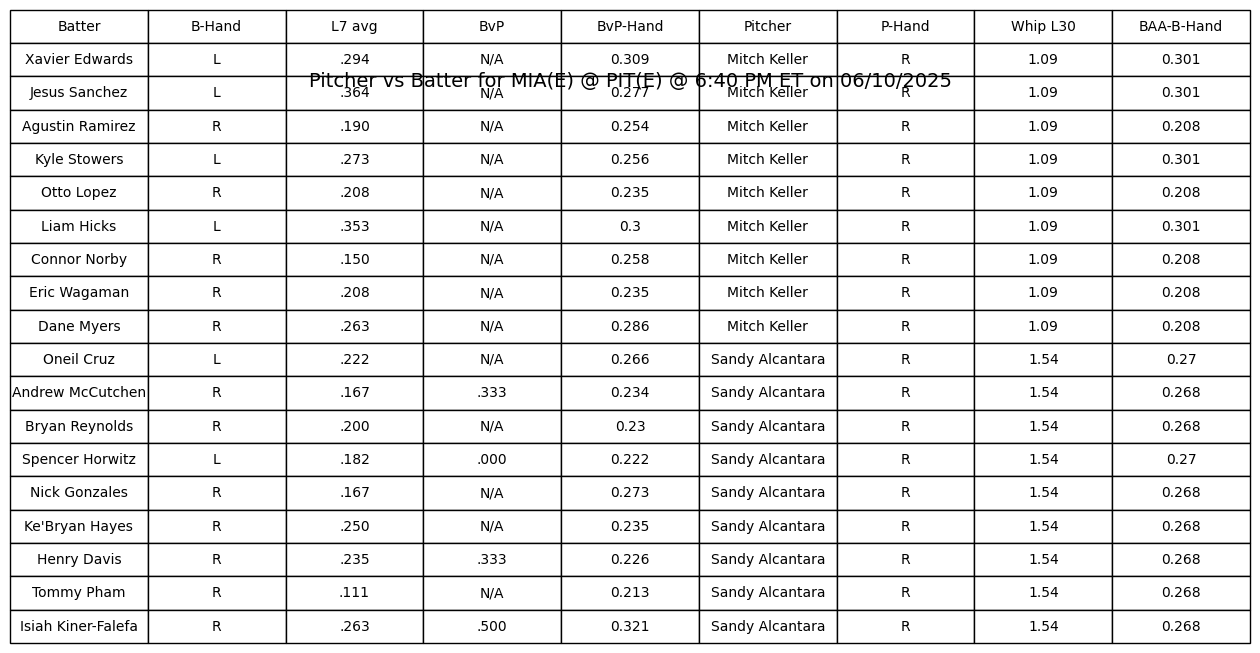 Batter B-Hand L7 avg BvP BvP-Hand Pitcher P-Hand Whip L30 BAA-B-Hand
Xavier Edwards L .294 N/A 0.309 Mitch Keller R 1.09 0.301
Pitcher vs Batter for MIA(E) @ PIT(E) @ 6:40 PM ET on 06/10/2025
Jesus Sanchez L .364 N/A 0.277 Mitch Keller R 1.09 0.301
Agustin Ramirez R .190 N/A 0.254 Mitch Keller R 1.09 0.208
Kyle Stowers L .273 N/A 0.256 Mitch Keller R 1.09 0.301
Otto Lopez R .208 N/A 0.235 Mitch Keller R 1.09 0.208
Liam Hicks L .353 N/A 0.3 Mitch Keller R 1.09 0.301
Connor Norby R .150 N/A 0.258 Mitch Keller R 1.09 0.208
Eric Wagaman R .208 N/A 0.235 Mitch Keller R 1.09 0.208
Dane Myers R .263 N/A 0.286 Mitch Keller R 1.09 0.208
Oneil Cruz L .222 N/A 0.266 Sandy Alcantara R 1.54 0.27
Andrew McCutchen R .167 .333 0.234 Sandy Alcantara R 1.54 0.268
Bryan Reynolds R .200 N/A 0.23 Sandy Alcantara R 1.54 0.268
Spencer Horwitz L .182 .000 0.222 Sandy Alcantara R 1.54 0.27
Nick Gonzales R .167 N/A 0.273 Sandy Alcantara R 1.54 0.268
Ke'Bryan Hayes R .250 N/A 0.235 Sandy Alcantara R 1.54 0.268
Henry Davis R .235 .333 0.226 Sandy Alcantara R 1.54 0.268
Tommy Pham R .111 N/A 0.213 Sandy Alcantara R 1.54 0.268
Isiah Kiner-Falefa R .263 .500 0.321 Sandy Alcantara R 1.54 0.268